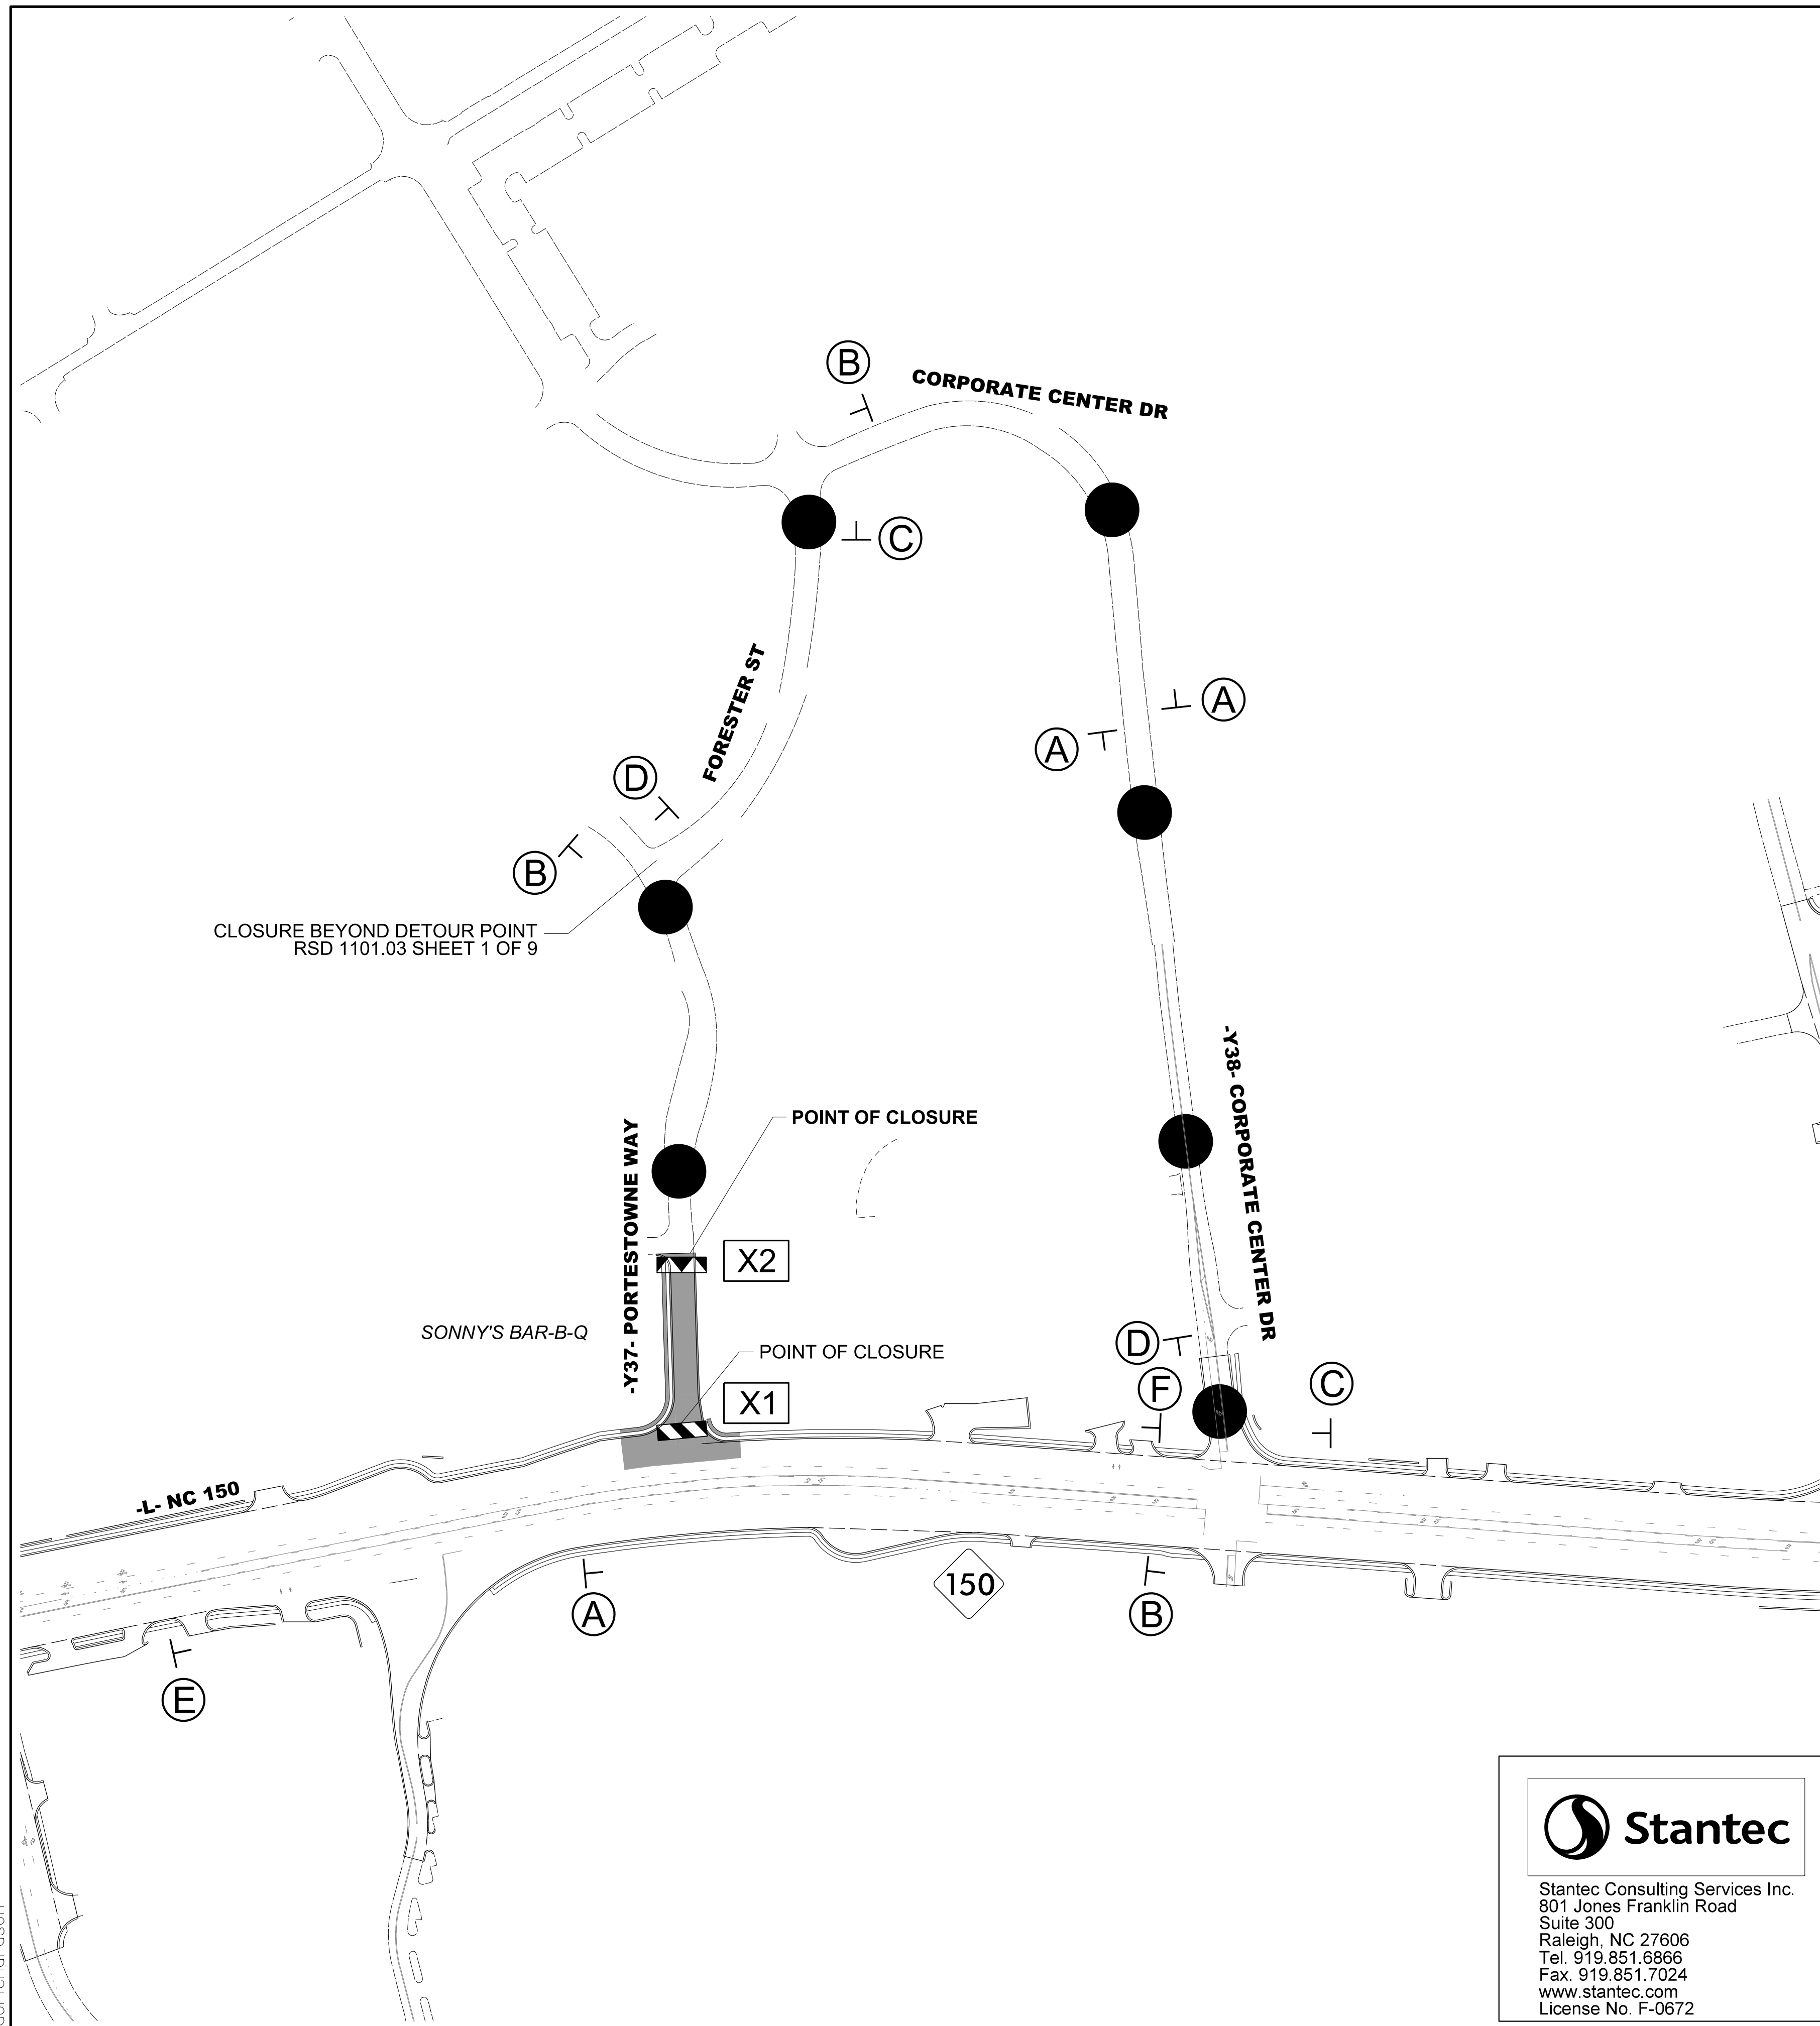 B
CORPORATE CENTER DR
C
FORESTER ST
A
A
D
B
CLOSURE BEYOND DETOUR POINT
RSD 1101.03 SHEET 1 OF 9
-Y38- CORPORATE CENTER DR
POINT OF CLOSURE
-Y37- PORTESTOWNE WAY
X2
SONNY'S BAR-B-Q
POINT OF CLOSURE
D
F
C
X1
-L- NC 150
150
A
B
E
Stantec
Stantec Consulting Services Inc.
801 Jones Franklin Road
Suite 300
Raleigh, NC 27606
Tel. 919.851.6866
Fax. 919.851.7024
www.stantec.com
License No. F-0672